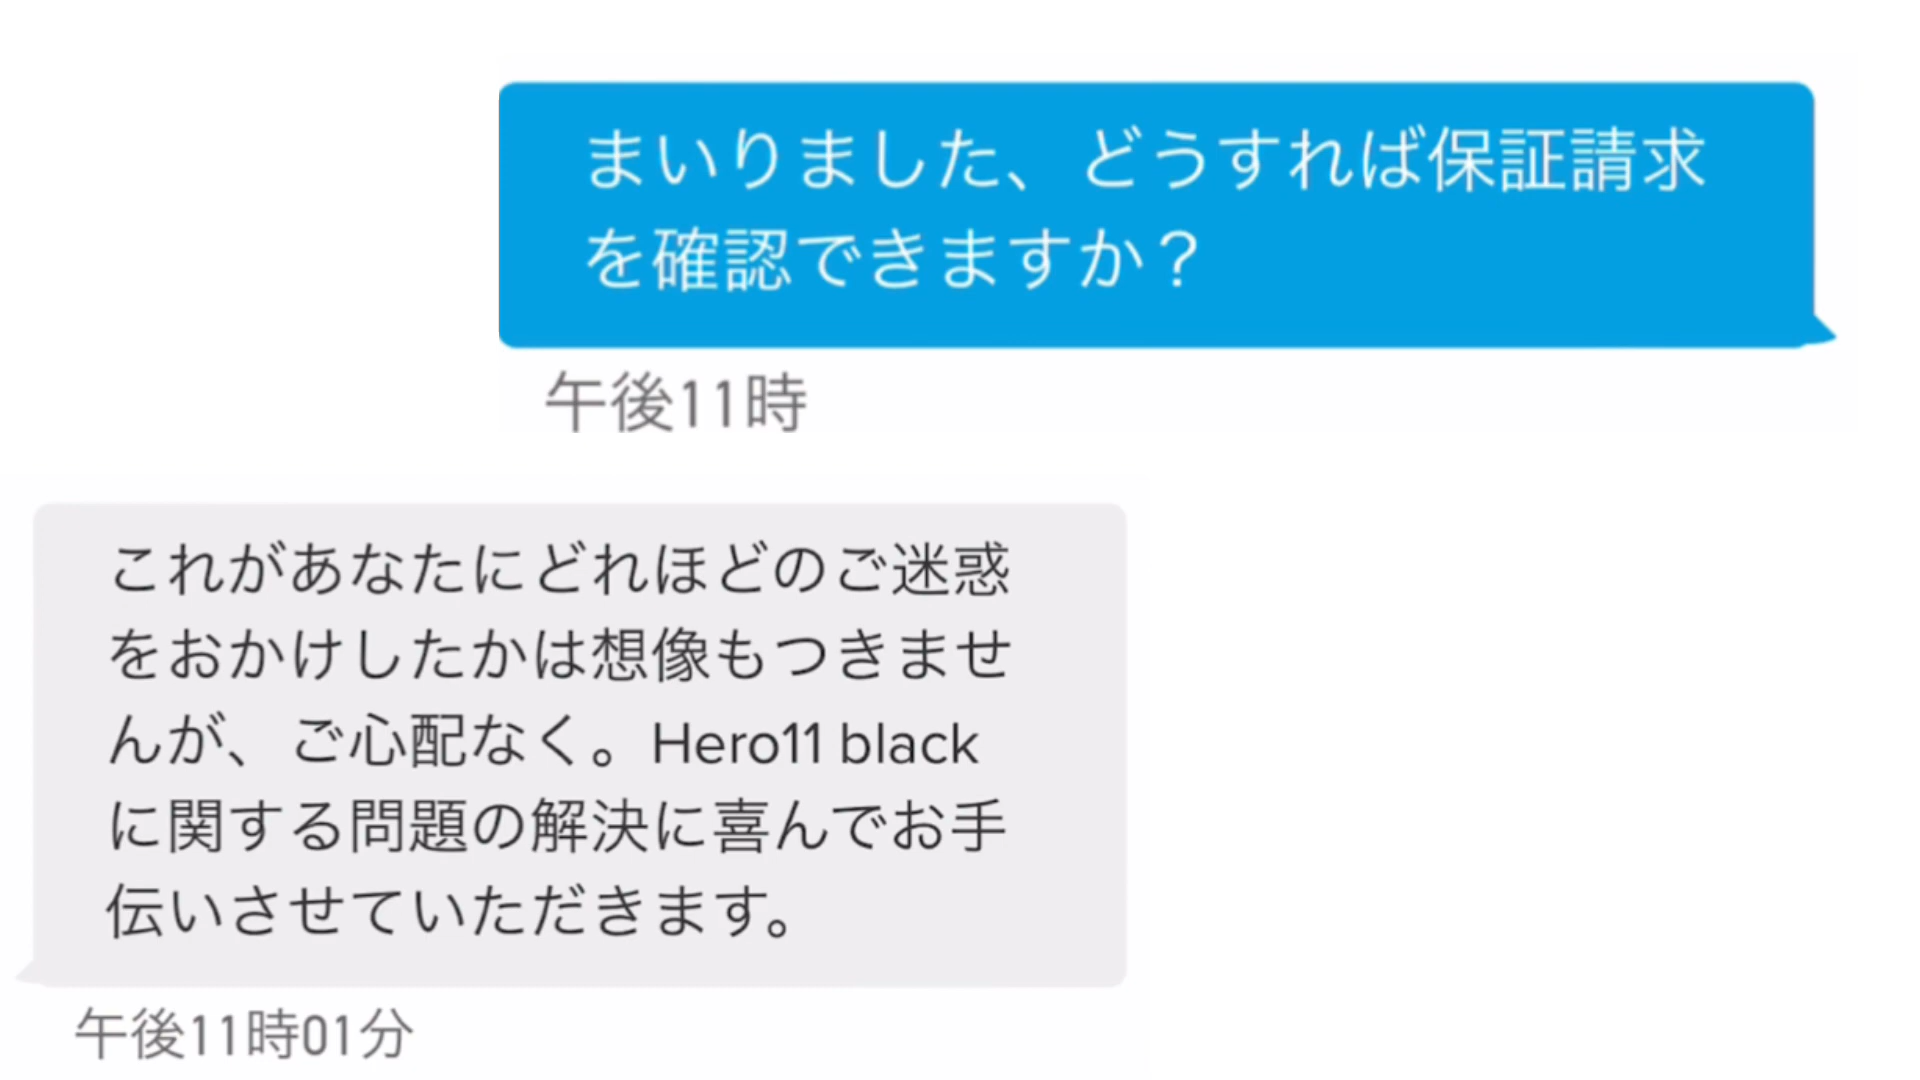 まいりました、どうすれば保証請求
を確認できますか？
午後11時
これがあなたにどれほどのご迷惑
をおかけしたかは想像もつきませ
んが、ご心配なく。Hero11 black
に関する問題の解決に喜んでお手
伝いさせていただきます。
午後11時01分